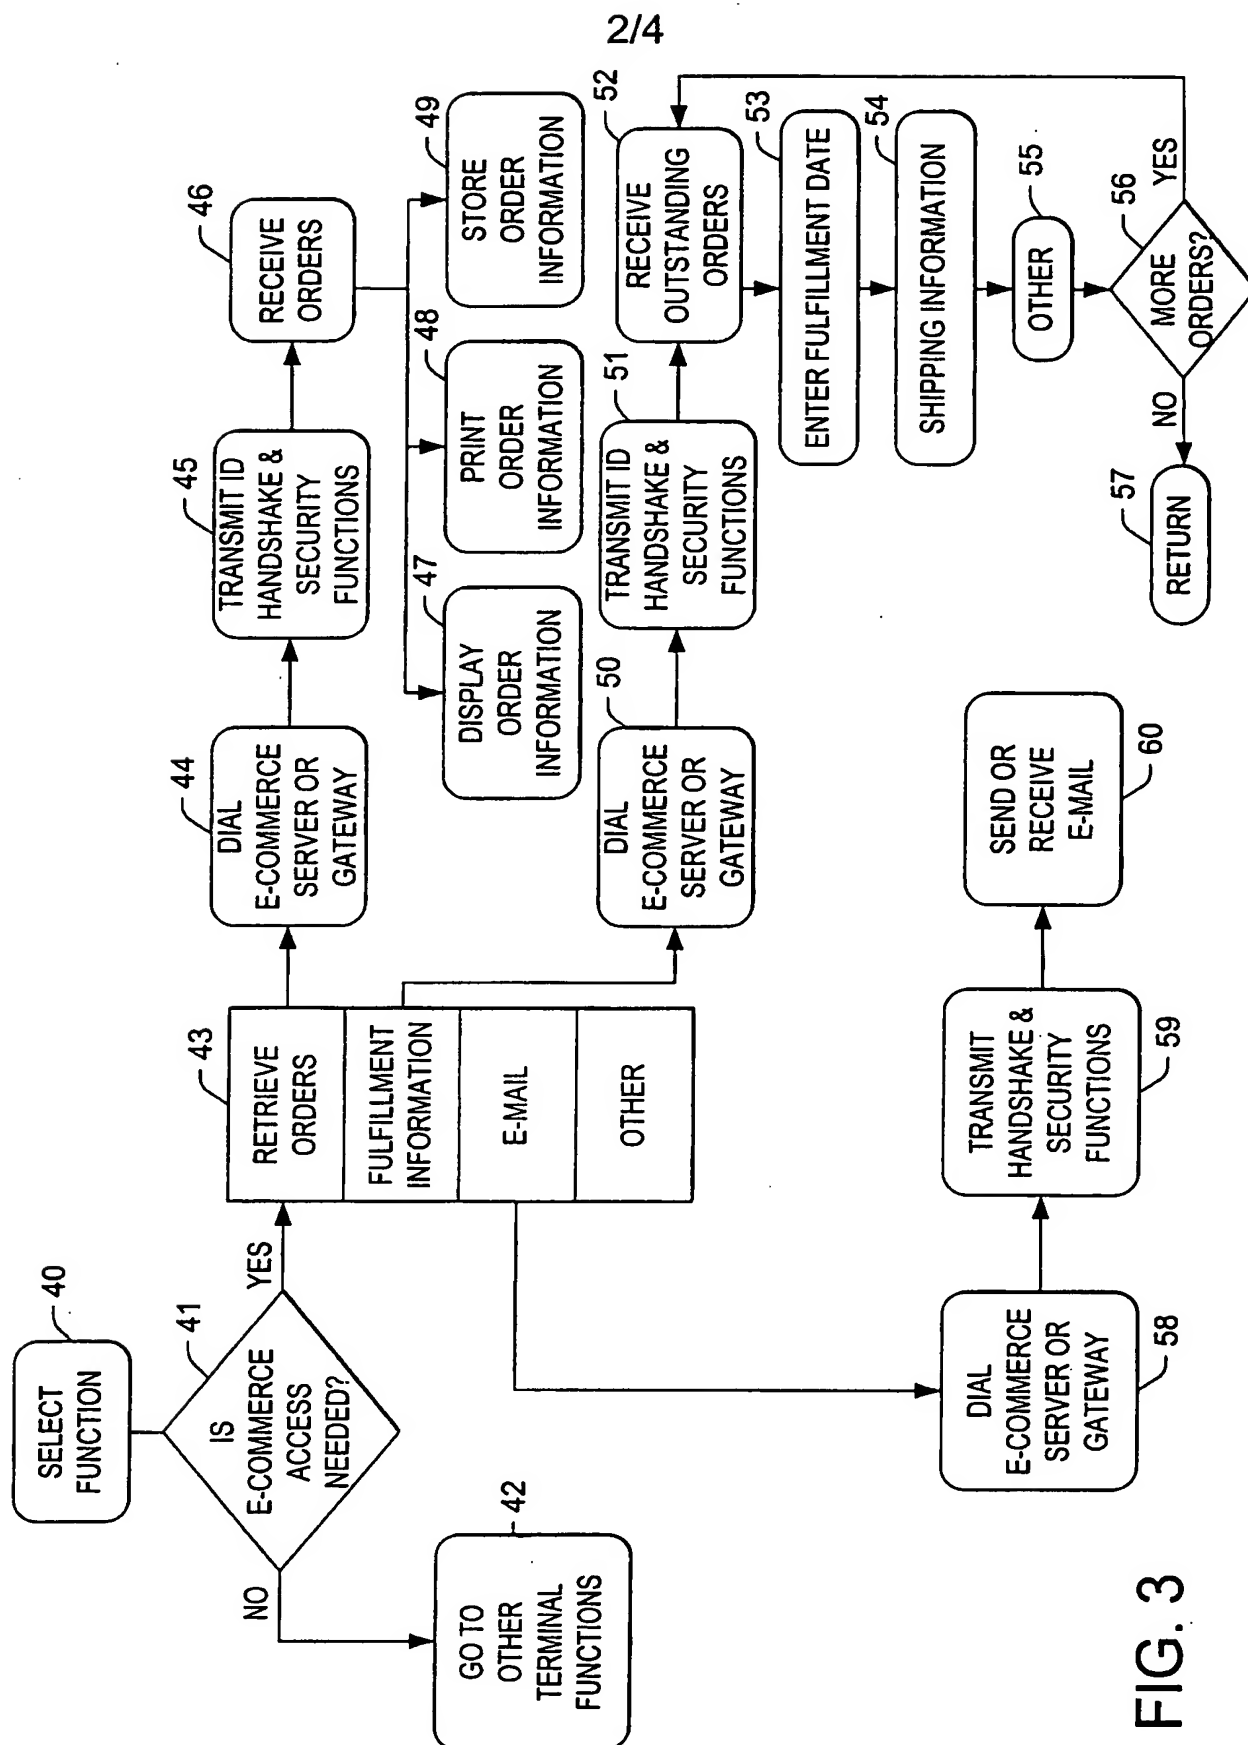 2/4
40
SELECT
FUNCTION
41
IS
E-COMMERCE
ACCESS
NEEDED?
NO
YES
42
GO TO
OTHER
TERMINAL
FUNCTIONS
43
RETRIEVE
ORDERS
FULFILLMENT
INFORMATION
E-MAIL
OTHER
44
DIAL
E-COMMERCE
SERVER OR
GATEWAY
45
TRANSMIT ID
HANDSHAKE &
SECURITY
FUNCTIONS
46
RECEIVE
ORDERS
47
DISPLAY
ORDER
INFORMATION
48
PRINT
ORDER
INFORMATION
49
STORE
ORDER
INFORMATION
50
DIAL
E-COMMERCE
SERVER OR
GATEWAY
51
TRANSMIT ID
HANDSHAKE &
SECURITY
FUNCTIONS
52
RECEIVE
OUTSTANDING
ORDERS
53
ENTER FULFILLMENT DATE
54
SHIPPING INFORMATION
55
OTHER
56
MORE
ORDERS?
YES
NO
57
RETURN
DIAL
E-COMMERCE
SERVER OR
GATEWAY
58
TRANSMIT
HANDSHAKE &
SECURITY
FUNCTIONS
59
SEND OR
RECEIVE
E-MAIL
60
FIG. 3